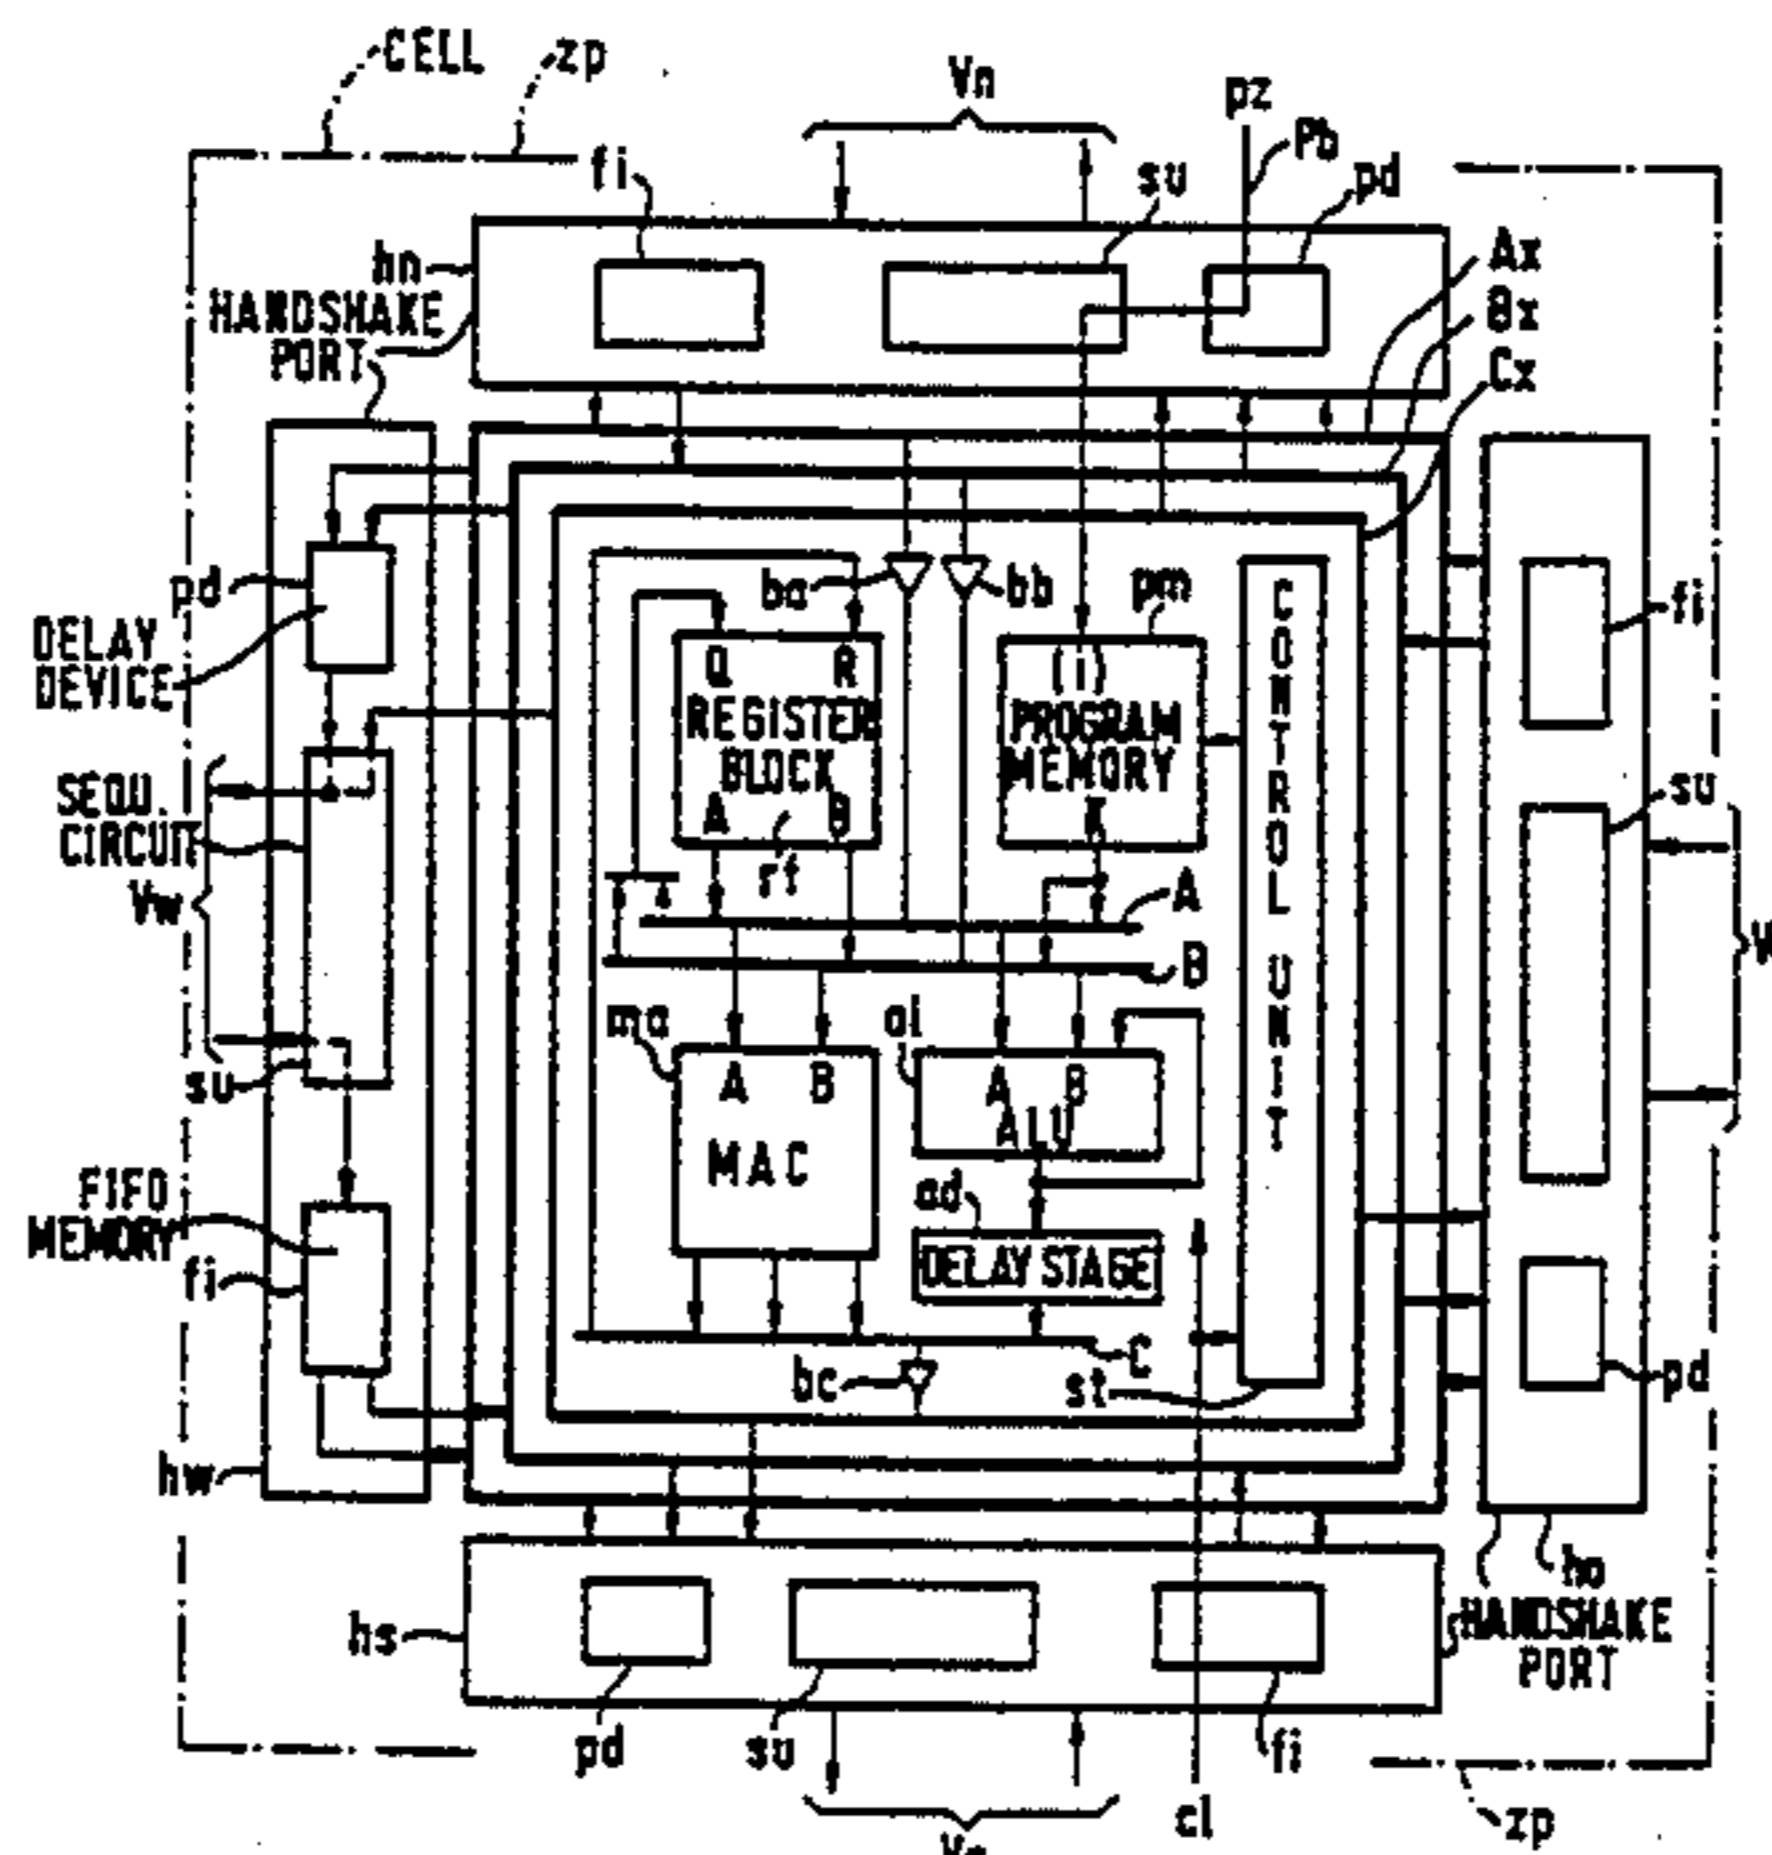 CELL
zp
Vn
pz
Pb
fi
su
pd
hn
HANDSHAKE
PORT
Ax
Bx
Cx
pd
DELAY
DEVICE
ba
bb
pm
fi
Q R
REGISTER
BLOCK
A B
rf
(i)
PROGRAM
MEMORY
K
CONTROL UNIT
SEQU.
CIRCUIT
Vw
su
su
A
B
ma
al
A B
MAC
A B
ALU
ad
DELAY STAGE
FIFO
MEMORY
fi
C
bc
st
pd
hw
ho
HANDSHAKE
PORT
hs
pd
su
fi
cl
zp